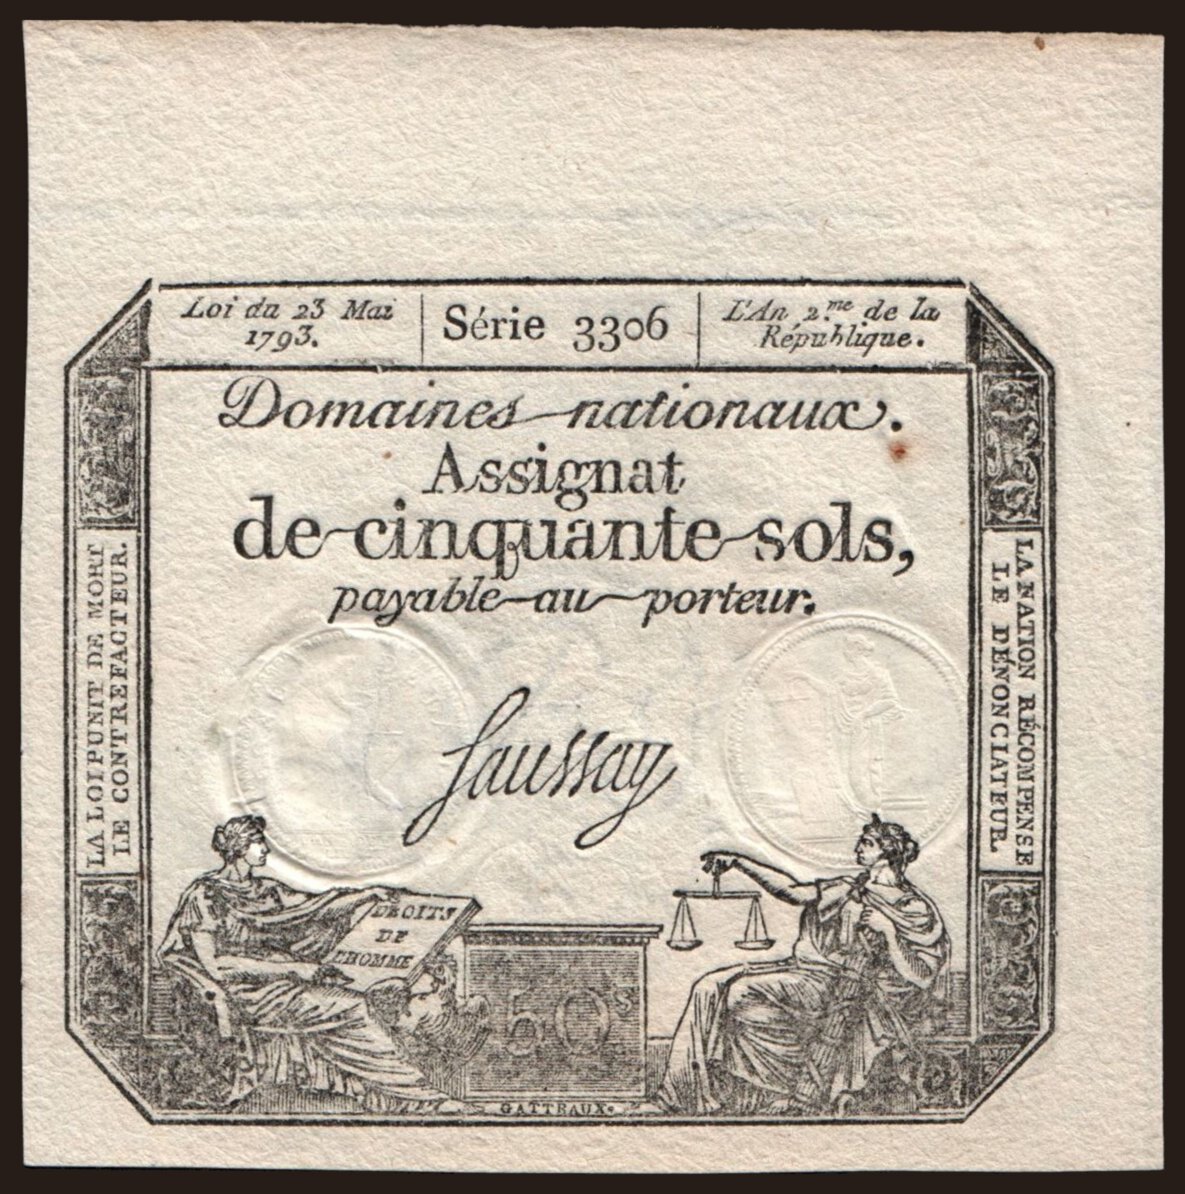 Loi du 23 Mai
1793.
Série 3306
L'An 2.me de la
République.
Domaines nationaux.
Assignat
de cinquante sols,
payable au porteur.
LA LOI PUNIT DE MORT
LE CONTREFACTEUR.
LA NATION RÉCOMPENSE
LE DÉNONCIATEUR.
Saussay
DROITS
DE
L'HOMME
50S
GATTEAUX.